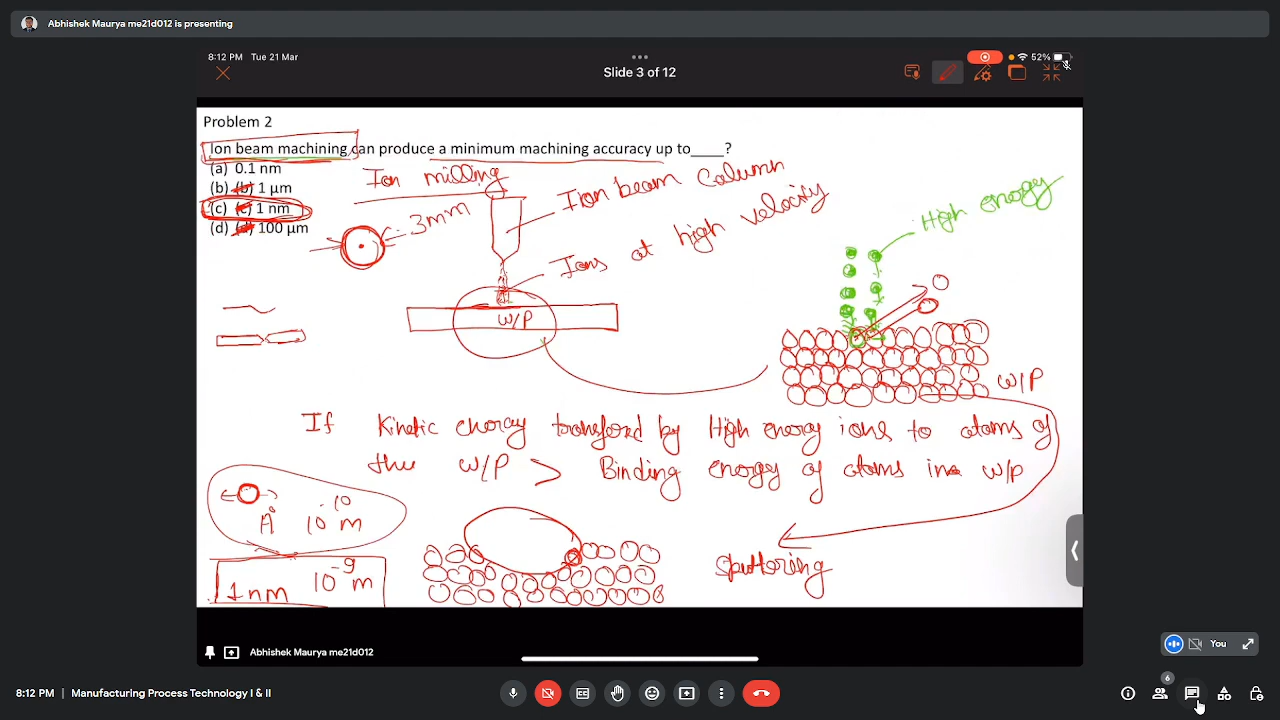 Abhishek Maurya me21d012 is presenting
8:12 PM Tue 21 Mar
52%
Slide 3 of 12
Problem 2
Ion beam machining can produce a minimum machining accuracy up to____?
(a) 0.1 nm
(b) (b) 1 μm
(c) (c) 1 nm
(d) (d) 100 μm
Ion milling
Ion beam Column
3mm
Ions at high velocity
High energy
W/P
W/P
If Kinetic energy transfored by High energy ions to atoms of
the W/P > Binding energy of atoms in W/P
A° 10⁻¹⁰ m
1nm 10⁻⁹ m
sputtering
Abhishek Maurya me21d012
You
8:12 PM | Manufacturing Process Technology I & II
6